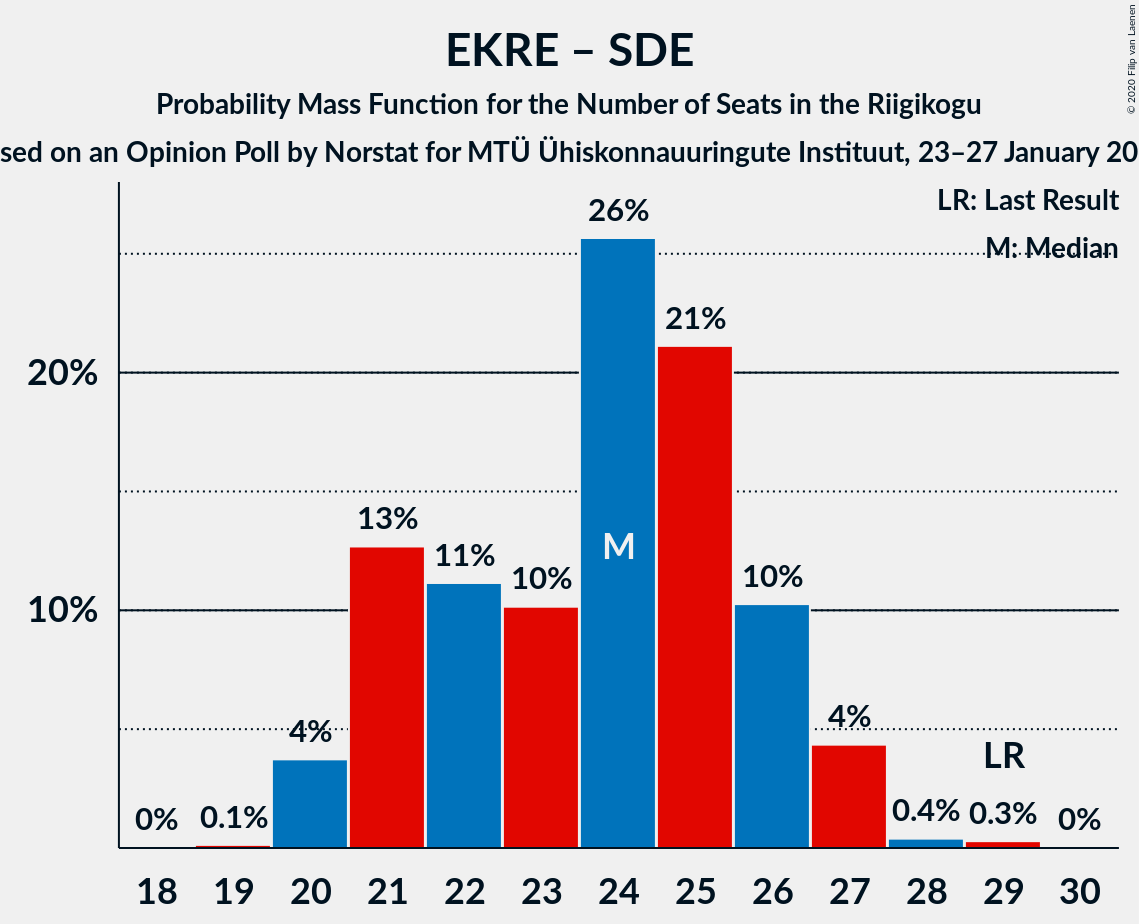 EKRE – SDE
Probability Mass Function for the Number of Seats in the Riigikogu
sed on an Opinion Poll by Norstat for MTÜ Ühiskonnauuringute Instituut, 23–27 January 20
© 2020 Filip van Laenen
LR: Last Result
M: Median
26%
21%
20%
13%
11%
10%
10%
10%
M
4%
4%
LR
0%
0.1%
0.4%
0.3%
0%
18 19 20 21 22 23 24 25 26 27 28 29 30